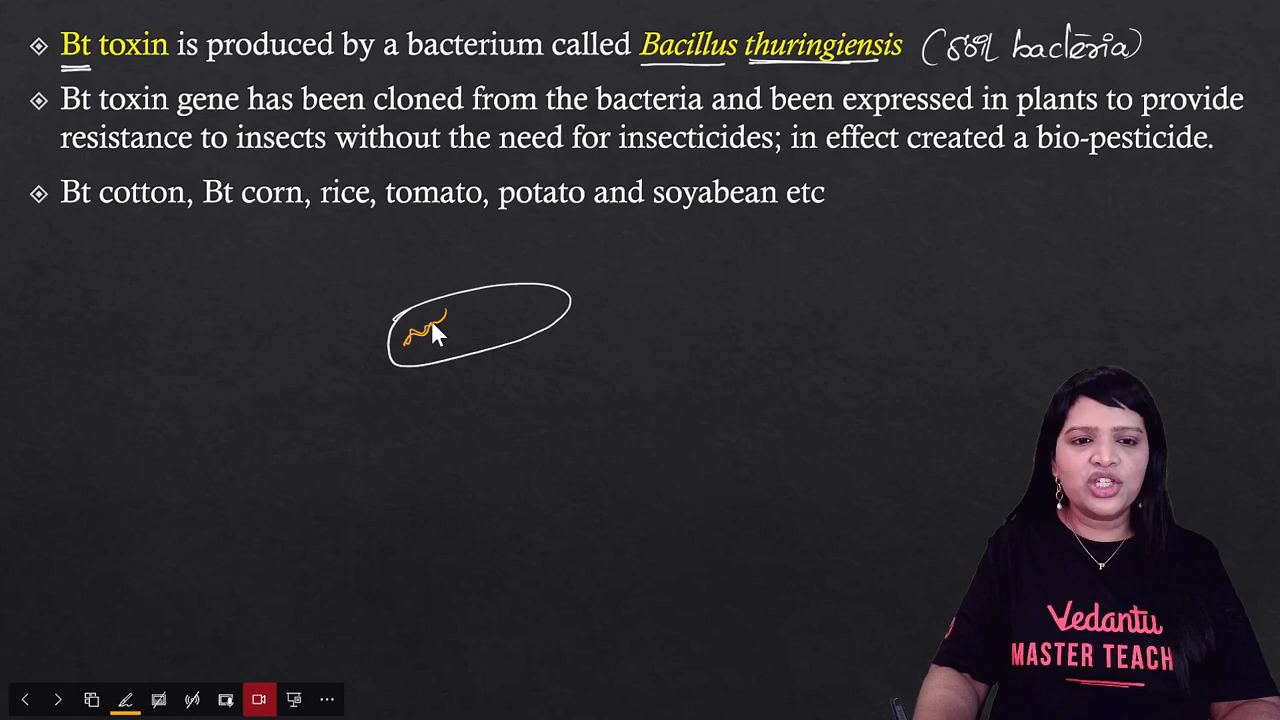 Bt toxin is produced by a bacterium called Bacillus thuringiensis (soil bacteria)
Bt toxin gene has been cloned from the bacteria and been expressed in plants to provide
resistance to insects without the need for insecticides; in effect created a bio-pesticide.
Bt cotton, Bt corn, rice, tomato, potato and soyabean etc
Vedantu
MASTER TEACH